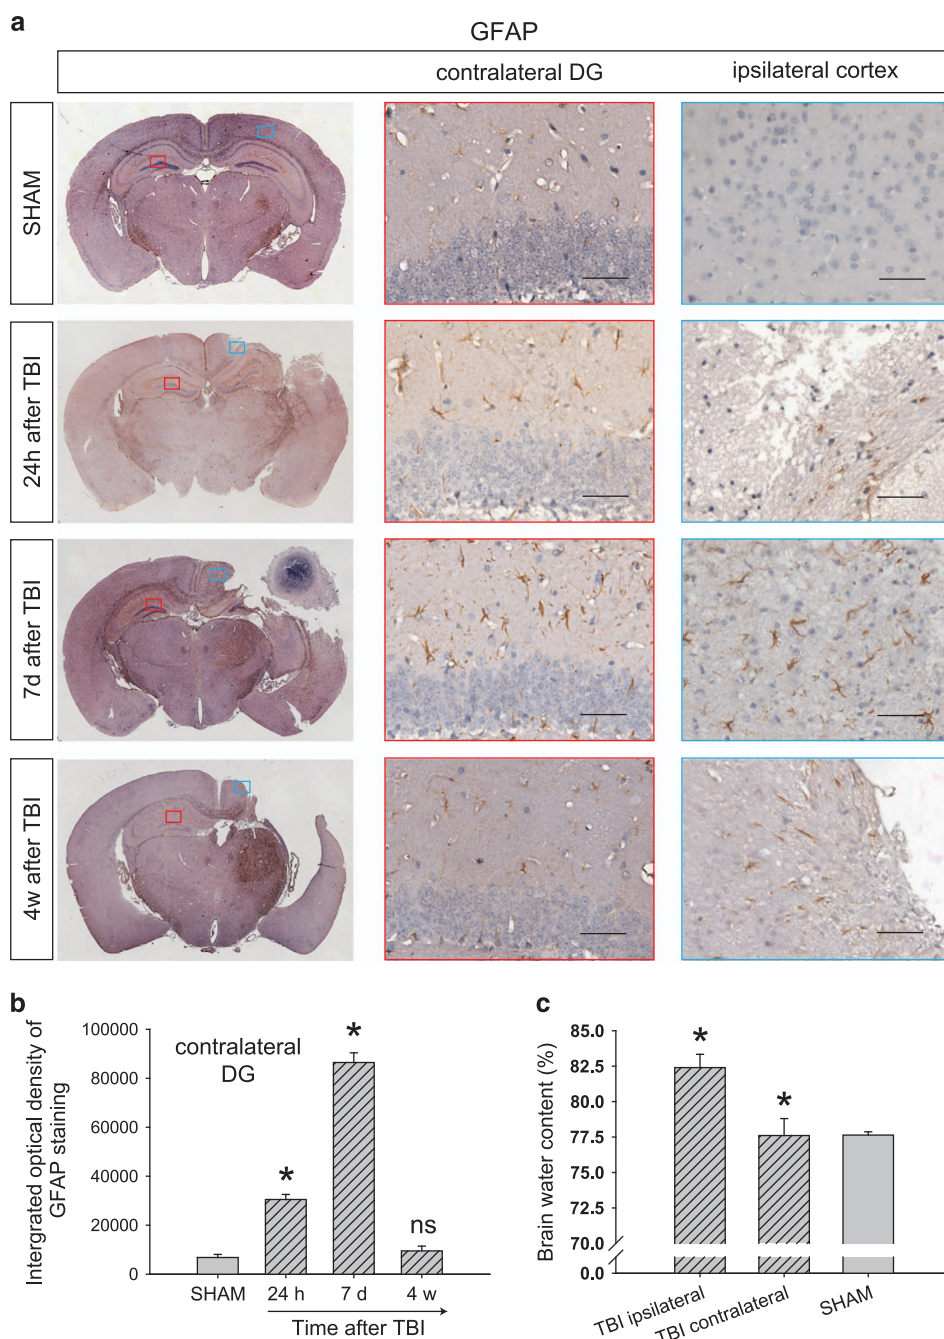 a
GFAP
contralateral DG
ipsilateral cortex
SHAM
24h after TBI
7d after TBI
4w after TBI
b
Intergrated optical density of
GFAP staining
100000
80000
60000
40000
20000
0
contralateral
DG
*
*
ns
SHAM
24 h
7 d
4 w
Time after TBI
c
Brain water content (%)
85.0
82.5
80.0
77.5
75.0
72.5
70.0
0.0
*
*
TBI ipsilateral
TBI contralateral
SHAM